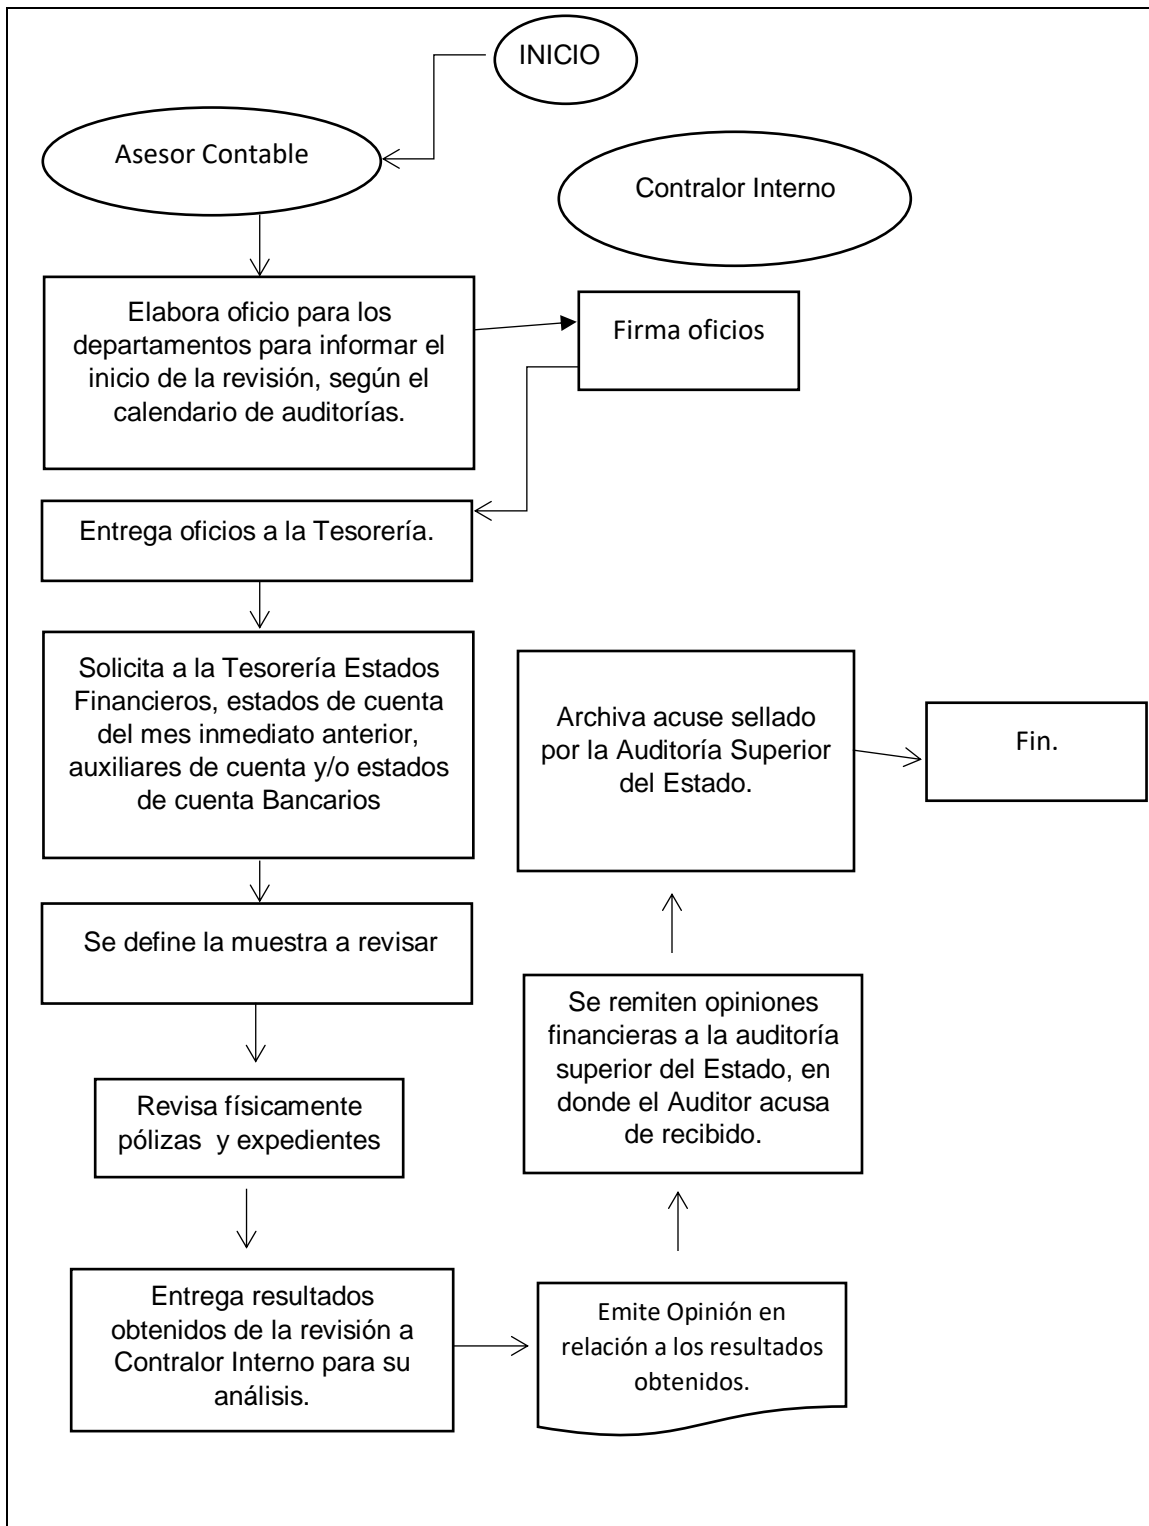 INICIO
Asesor Contable
Contralor Interno
Elabora oficio para los
departamentos para informar el
inicio de la revisión, según el
calendario de auditorías.
Firma oficios
Entrega oficios a la Tesorería.
Solicita a la Tesorería Estados
Financieros, estados de cuenta
del mes inmediato anterior,
auxiliares de cuenta y/o estados
de cuenta Bancarios
Se define la muestra a revisar
Revisa físicamente
pólizas  y expedientes
Entrega resultados
obtenidos de la revisión a
Contralor Interno para su
análisis.
Emite Opinión en
relación a los resultados
obtenidos.
Se remiten opiniones
financieras a la auditoría
superior del Estado, en
donde el Auditor acusa
de recibido.
Archiva acuse sellado
por la Auditoría Superior
del Estado.
Fin.